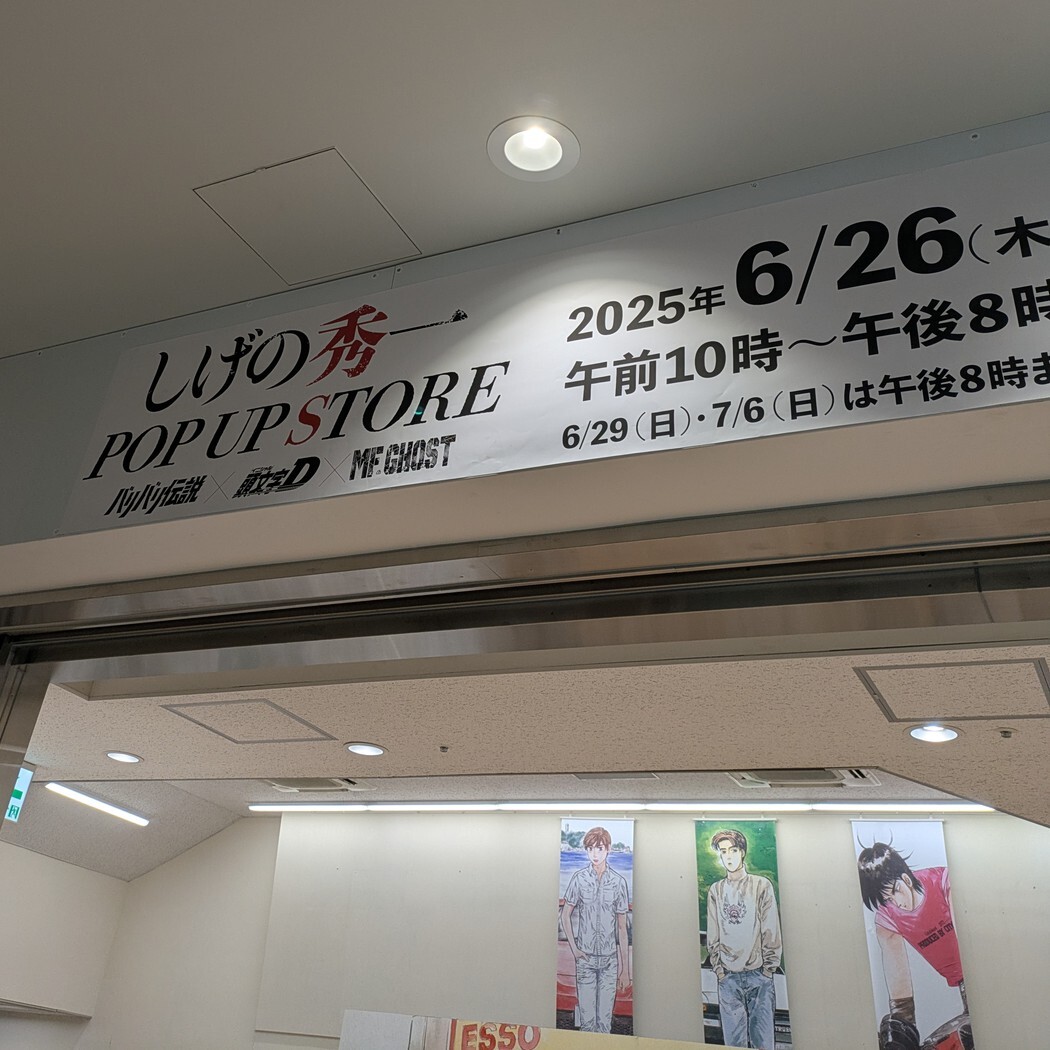 しげの秀一
POP UP STORE
バリバリ伝説×頭文字D×MF GHOST
2025年 6/26(木
午前10時～午後8時
6/29(日)・7/6(日)は午後8時ま
ESSO